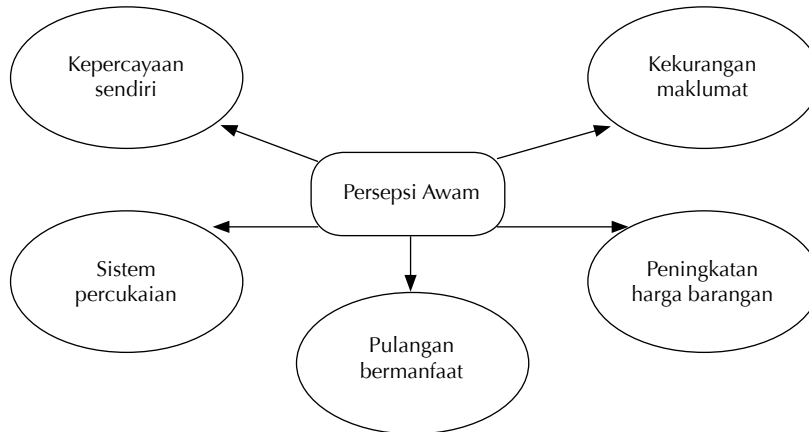 Kepercayaan
sendiri
Kekurangan
maklumat
Persepsi Awam
Sistem
percukaian
Peningkatan
harga barangan
Pulangan
bermanfaat